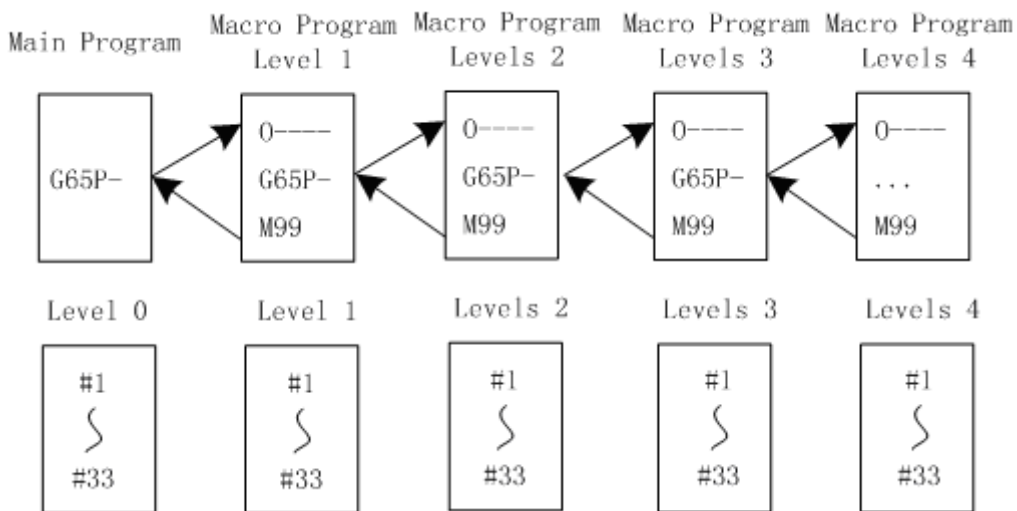 Main Program
Macro Program
Level 1
Macro Program
Levels 2
Macro Program
Levels 3
Macro Program
Levels 4
G65P-
O----
G65P-
M99
O----
G65P-
M99
O----
G65P-
M99
O----
...
M99
Level 0
Level 1
Levels 2
Levels 3
Levels 4
#1
#33
#1
#33
#1
#33
#1
#33
#1
#33